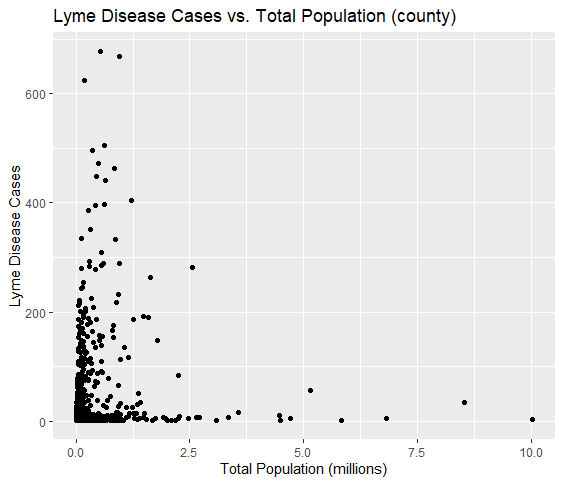 Lyme Disease Cases vs. Total Population (county)
Lyme Disease Cases
600
400
200
0
0.0 2.5 5.0 7.5 10.0
Total Population (millions)